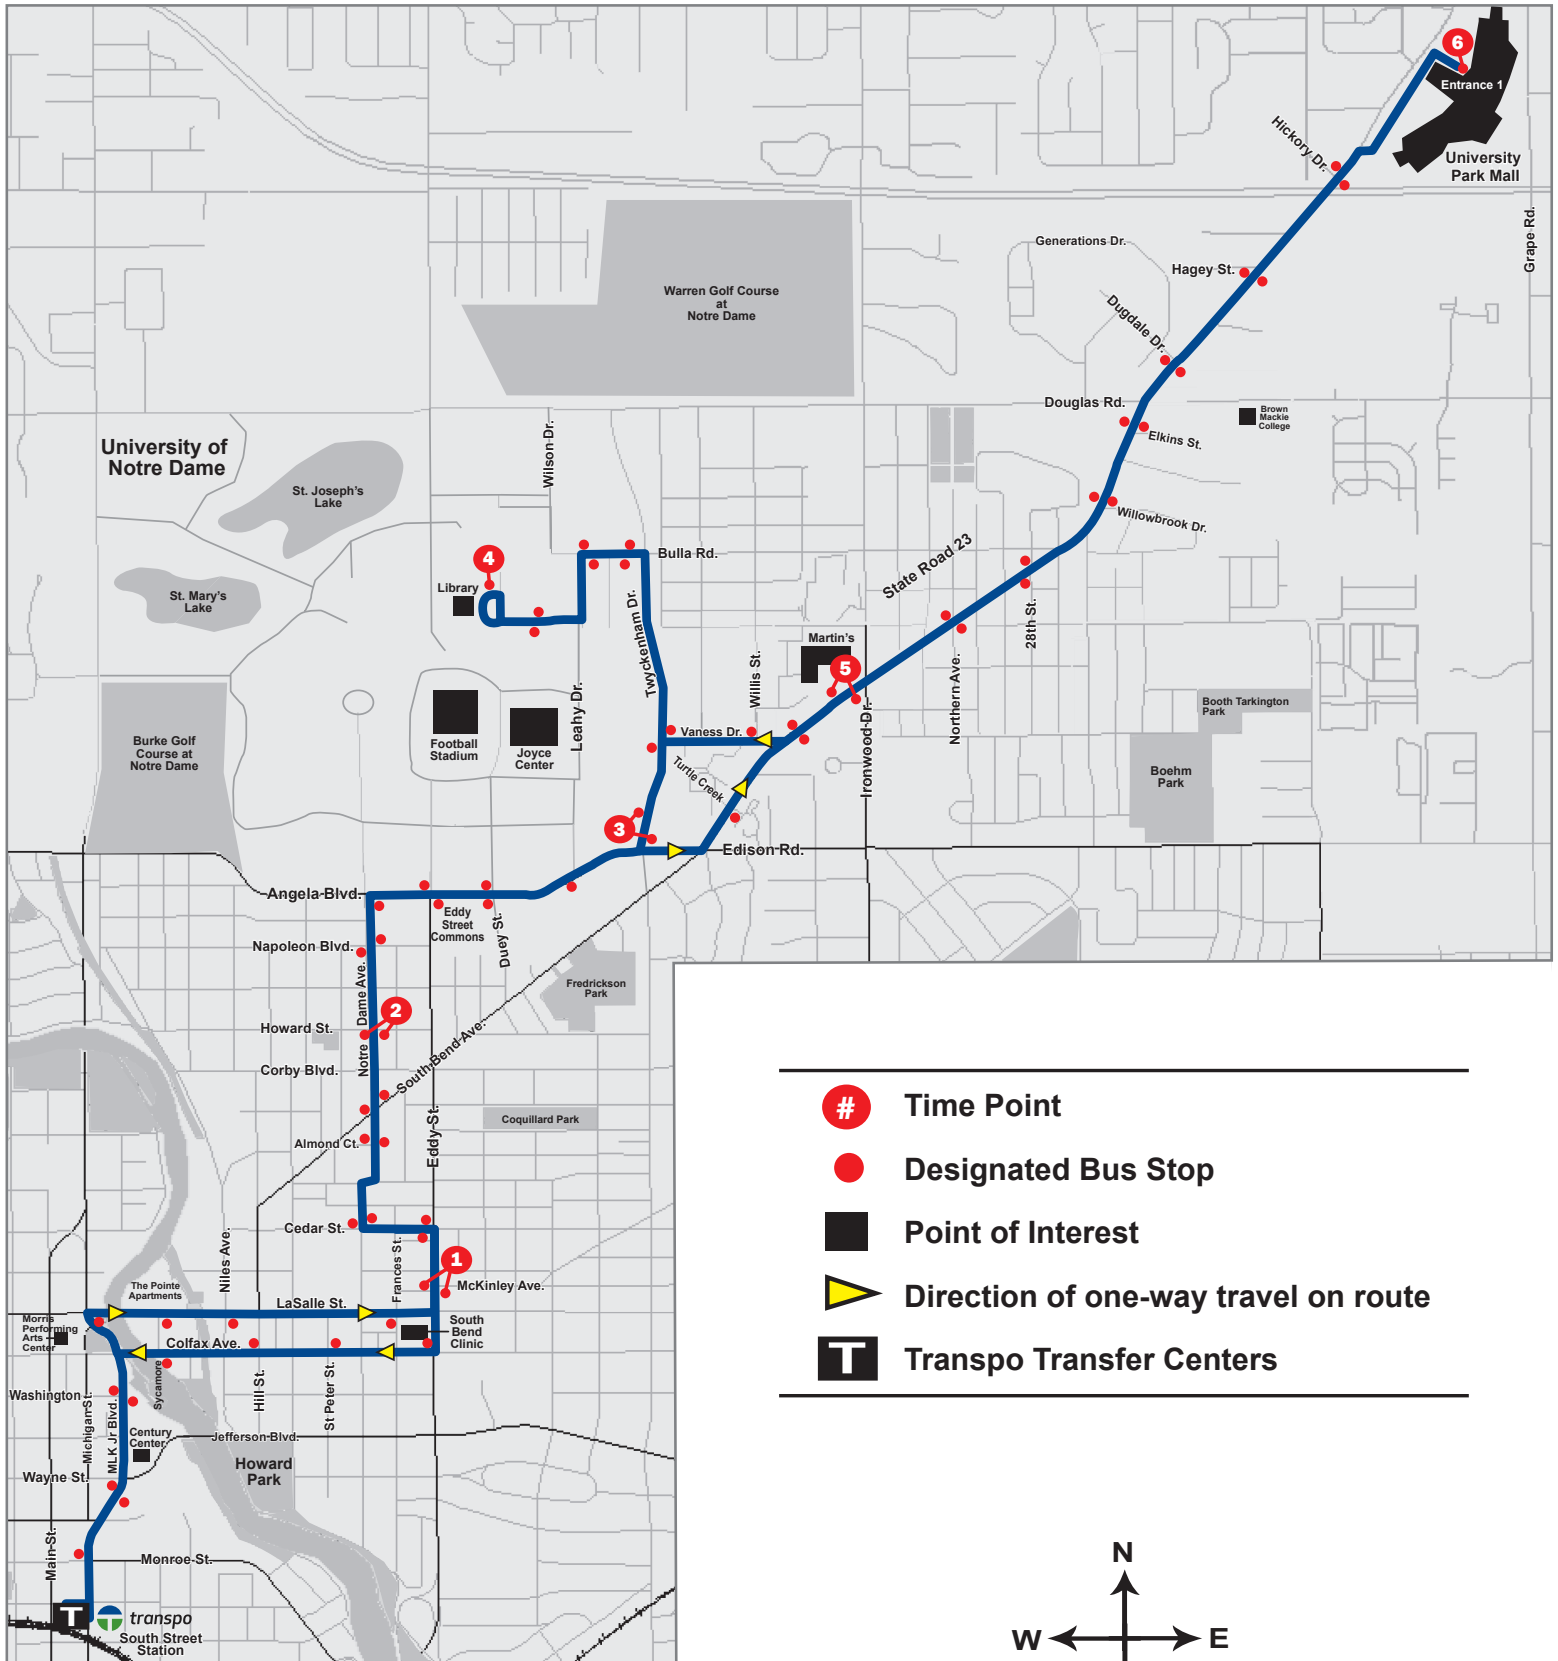 6
Entrance 1
Hickory Dr.
University
Park Mall
Grape Rd.
Generations Dr.
Hagey St.
Warren Golf Course
at
Notre Dame
Dugdale Dr.
Douglas Rd.
Brown
Mackie
College
Elkins St.
University of
Notre Dame
Wilson Dr.
St. Joseph's
Lake
Willowbrook Dr.
State Road 23
4
Bulla Rd.
Library
St. Mary's
Lake
Twyckenham Dr.
28th St.
Martin's
5
Willis St.
Northern Ave.
Leahy Dr.
Booth Tarkington
Park
Ironwood Dr.
Vaness Dr.
Football
Stadium
Joyce
Center
Burke Golf
Course at
Notre Dame
Turtle Creek
Boehm
Park
3
Edison Rd.
Angela Blvd.
Eddy
Street
Commons
Duey St.
Napoleon Blvd.
Notre Dame Ave.
Fredrickson
Park
2
Howard St.
South Bend Ave.
Corby Blvd.
Coquillard Park
Almond Ct.
Eddy St.
Cedar St.
Niles Ave.
Frances St.
1
McKinley Ave.
The Pointe
Apartments
LaSalle St.
Morris
Performing
Arts
Center
South
Bend
Clinic
Colfax Ave.
Sycamore
Hill St.
St Peter St.
Washington
Michigan St.
MLK Jr Blvd.
Century
Center
Jefferson Blvd.
Howard
Park
Wayne St.
Main St.
Monroe St.
T
transpo
South Street
Station
#
Time Point
Designated Bus Stop
Point of Interest
Direction of one-way travel on route
T
Transpo Transfer Centers
N
W
E